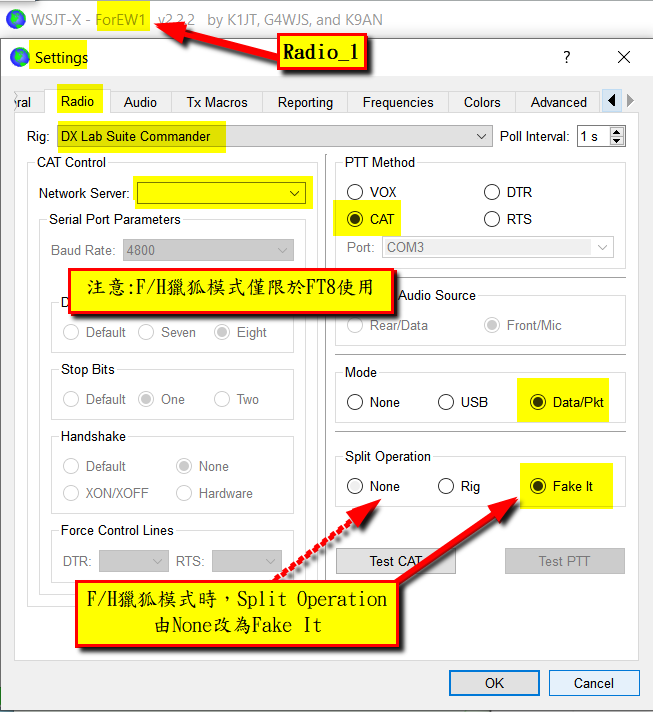 WSJT-X - ForEW1 v2.2.2 by K1JT, G4WJS, and K9AN
Radio_1
Settings
?
ral Radio Audio Tx Macros Reporting Frequencies Colors Advanced
Rig: DX Lab Suite Commander Poll Interval: 1 s
CAT Control
Network Server:
Serial Port Parameters
Baud Rate: 4800
注意:F/H獵狐模式僅限於FT8使用
D
Default Seven Eight
Stop Bits
Default One Two
Handshake
Default None
XON/XOFF Hardware
Force Control Lines
DTR: RTS:
PTT Method
VOX DTR
CAT RTS
Port: COM3
Audio Source
Rear/Data Front/Mic
Mode
None USB Data/Pkt
Split Operation
None Rig Fake It
Test CAT Test PTT
F/H獵狐模式時，Split Operation
由None改為Fake It
OK Cancel